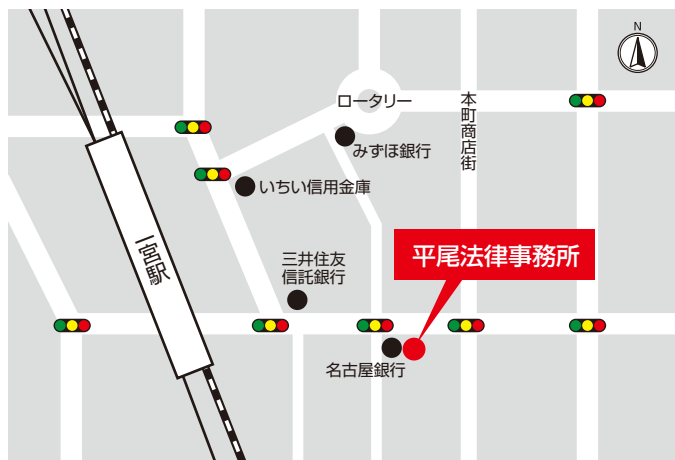 N
ロータリー
本町商店街
みずほ銀行
いちい信用金庫
一宮駅
平尾法律事務所
三井住友
信託銀行
名古屋銀行